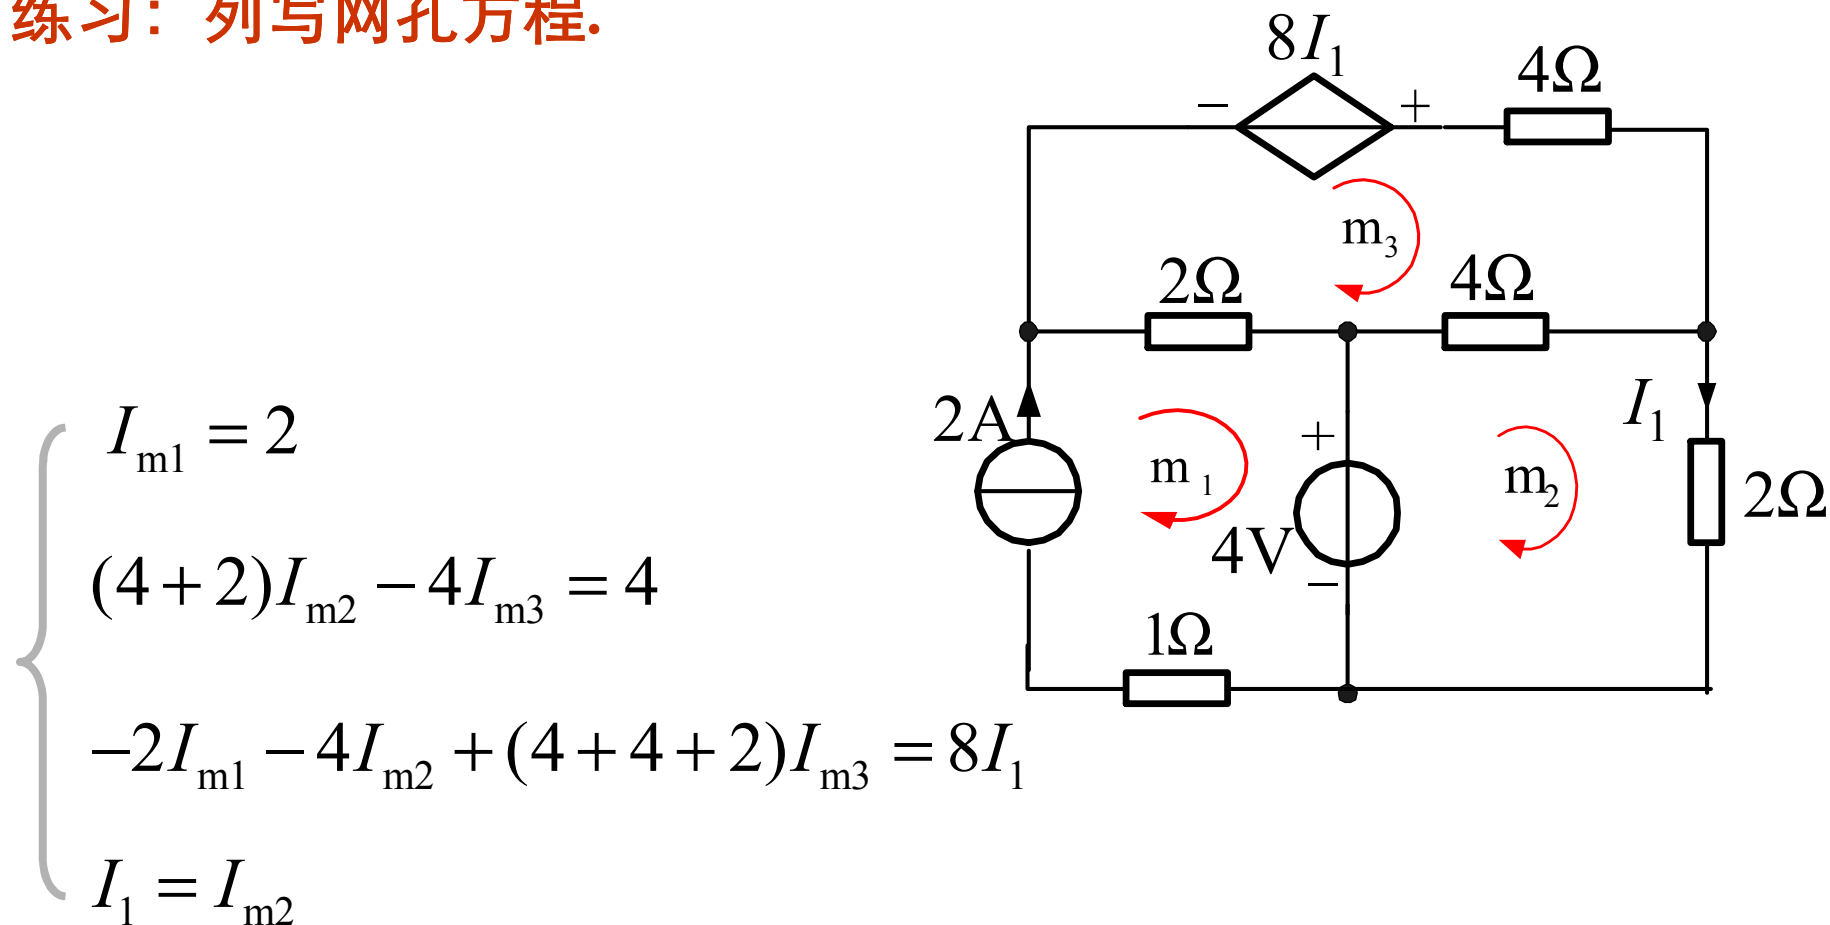 练习：列写网孔方程.
8I₁
− +
4Ω
m₃
2Ω
4Ω
2A
m₁
+
4V
−
m₂
I₁
2Ω
1Ω
Iₘ₁ = 2
(4 + 2)Iₘ₂ − 4Iₘ₃ = 4
−2Iₘ₁ − 4Iₘ₂ + (4 + 4 + 2)Iₘ₃ = 8I₁
I₁ = Iₘ₂